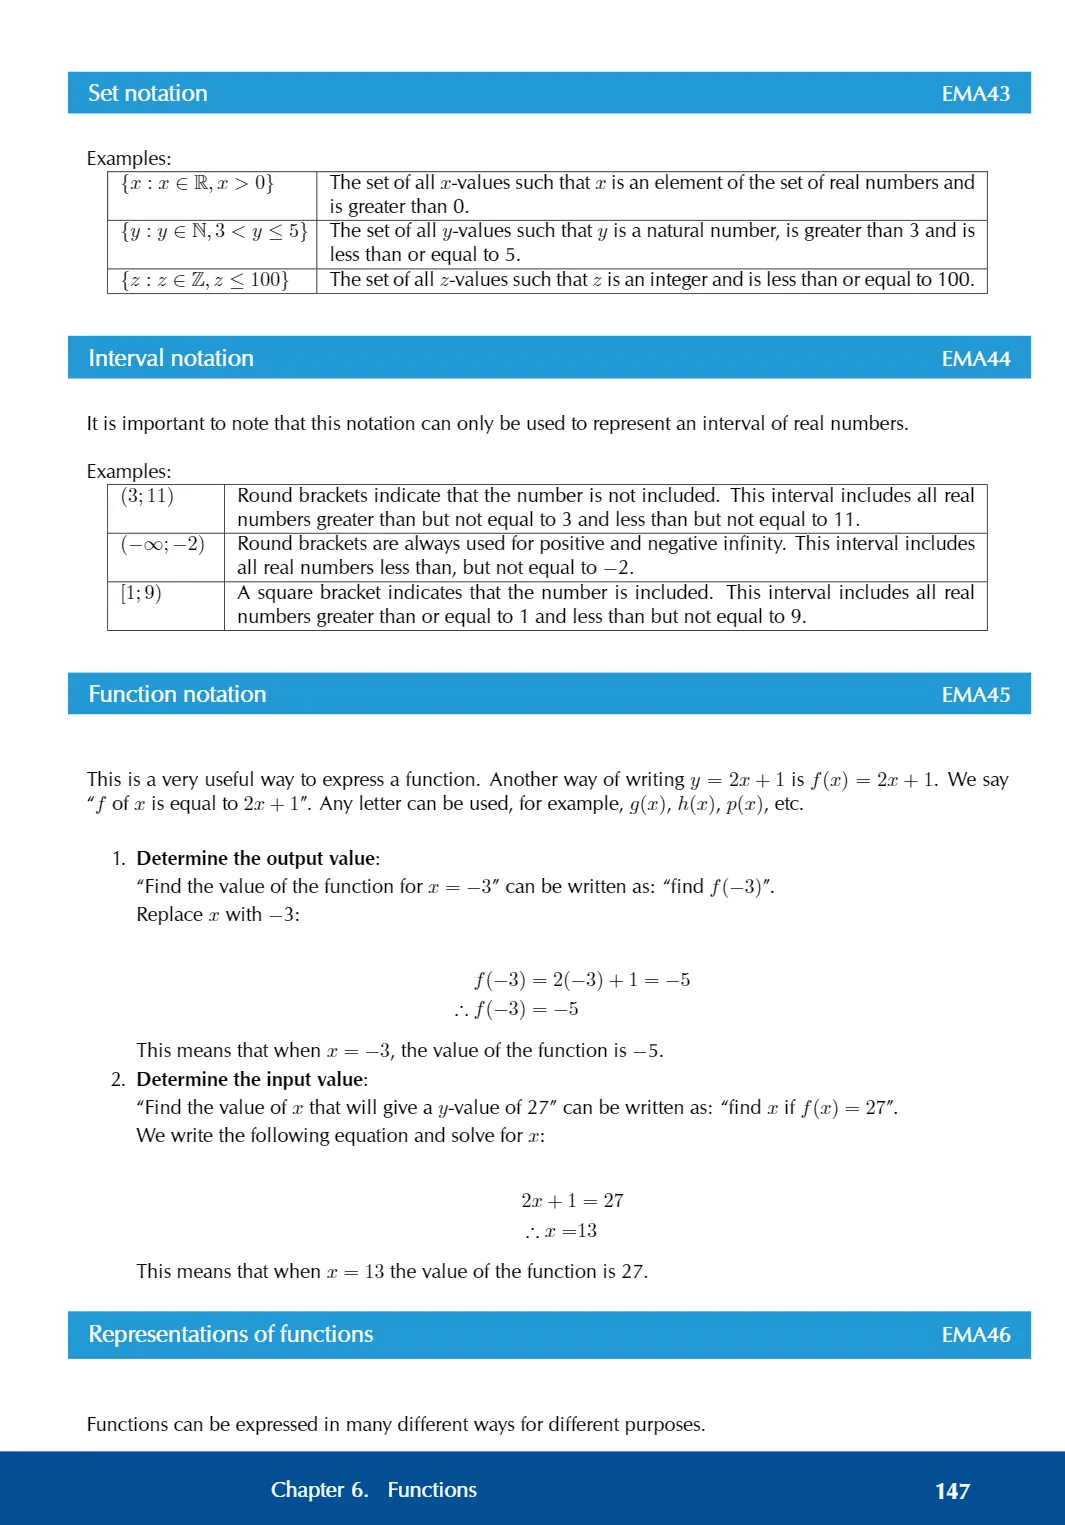 Set notation EMA43
Examples:
{x : x ∈ ℝ, x > 0} The set of all x-values such that x is an element of the set of real numbers and
is greater than 0.
{y : y ∈ ℕ, 3 < y ≤ 5} The set of all y-values such that y is a natural number, is greater than 3 and is
less than or equal to 5.
{z : z ∈ ℤ, z ≤ 100} The set of all z-values such that z is an integer and is less than or equal to 100.
Interval notation EMA44
It is important to note that this notation can only be used to represent an interval of real numbers.
Examples:
(3; 11) Round brackets indicate that the number is not included. This interval includes all real
numbers greater than but not equal to 3 and less than but not equal to 11.
(−∞; −2) Round brackets are always used for positive and negative infinity. This interval includes
all real numbers less than, but not equal to −2.
[1; 9) A square bracket indicates that the number is included. This interval includes all real
numbers greater than or equal to 1 and less than but not equal to 9.
Function notation EMA45
This is a very useful way to express a function. Another way of writing y = 2x + 1 is f(x) = 2x + 1. We say
“f of x is equal to 2x + 1”. Any letter can be used, for example, g(x), h(x), p(x), etc.
1. Determine the output value:
“Find the value of the function for x = −3” can be written as: “find f(−3)”.
Replace x with −3:
f(−3) = 2(−3) + 1 = −5
∴ f(−3) = −5
This means that when x = −3, the value of the function is −5.
2. Determine the input value:
“Find the value of x that will give a y-value of 27” can be written as: “find x if f(x) = 27”.
We write the following equation and solve for x:
2x + 1 = 27
∴ x =13
This means that when x = 13 the value of the function is 27.
Representations of functions EMA46
Functions can be expressed in many different ways for different purposes.
Chapter 6. Functions 147